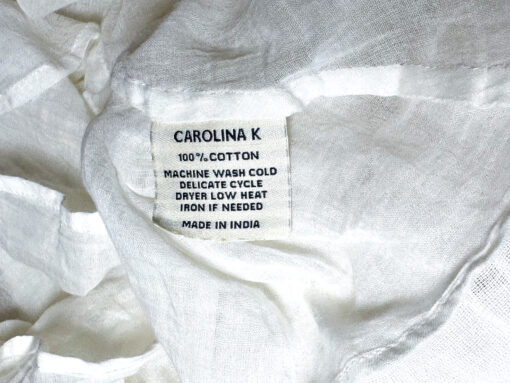 CAROLINA K
100% COTTON
MACHINE WASH COLD
DELICATE CYCLE
DRYER LOW HEAT
IRON IF NEEDED
MADE IN INDIA